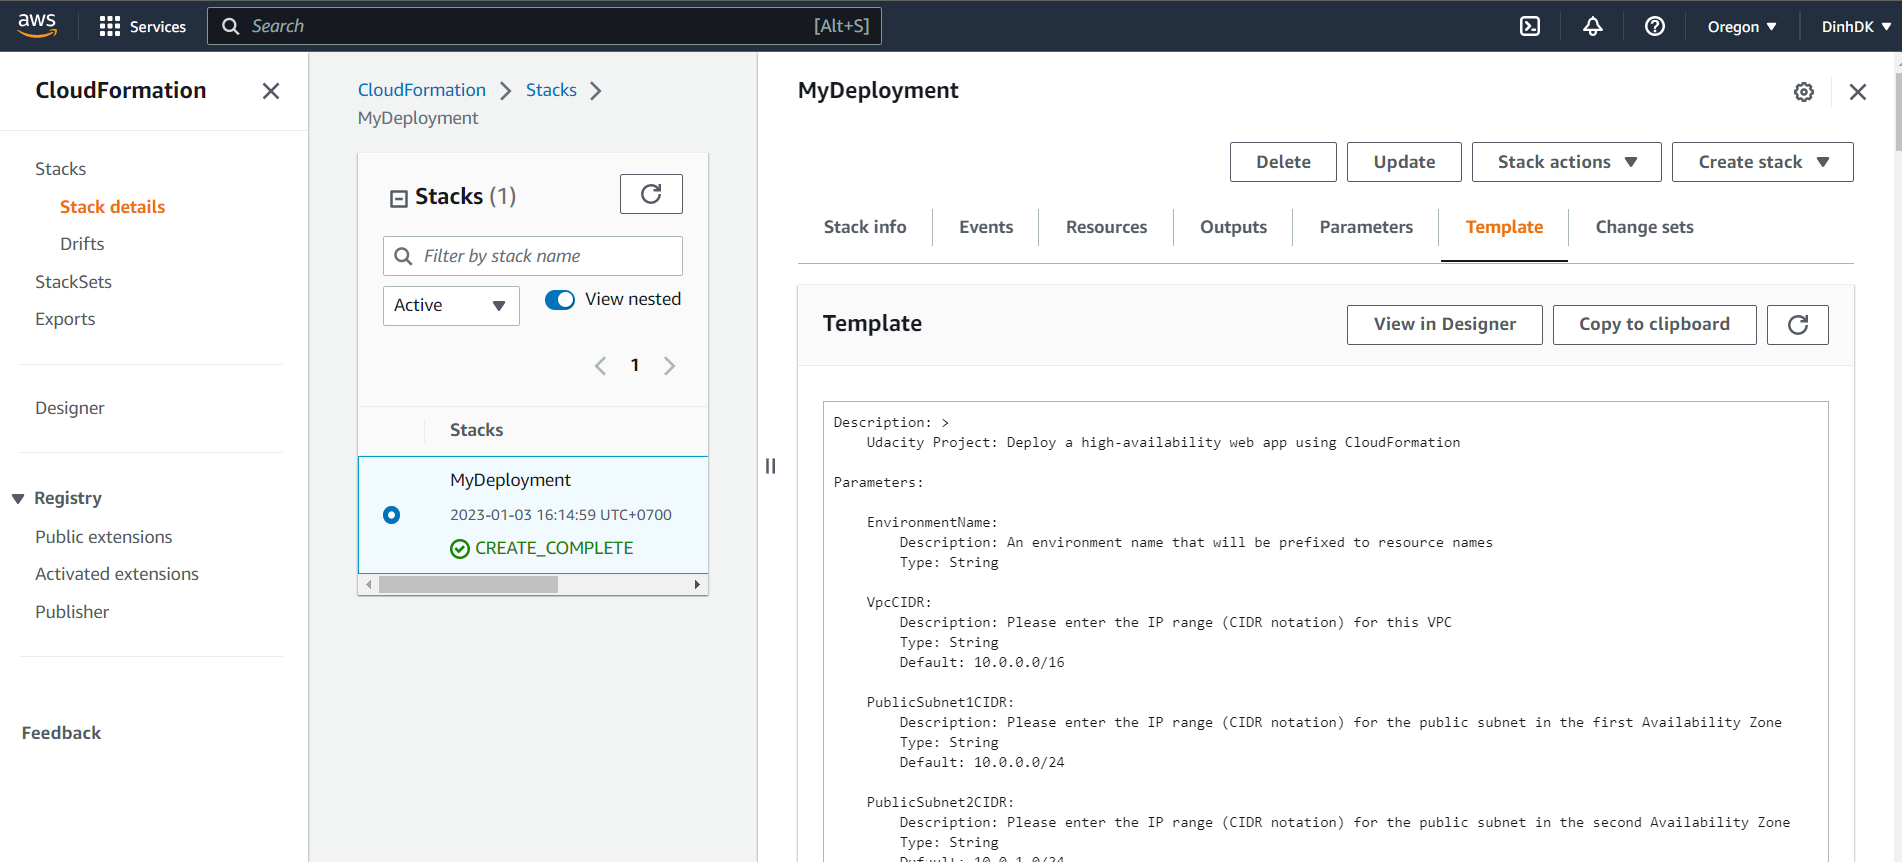 aws
Services
Search [Alt+S]
Oregon
DinhDK
CloudFormation
Stacks
Stack details
Drifts
StackSets
Exports
Designer
Registry
Public extensions
Activated extensions
Publisher
Feedback
CloudFormation
Stacks
MyDeployment
Stacks (1)
Filter by stack name
Active
View nested
1
Stacks
MyDeployment
2023-01-03 16:14:59 UTC+0700
CREATE_COMPLETE
MyDeployment
Delete
Update
Stack actions
Create stack
Stack info
Events
Resources
Outputs
Parameters
Template
Change sets
Template
View in Designer
Copy to clipboard
Description: >
Udacity Project: Deploy a high-availability web app using CloudFormation
Parameters:
EnvironmentName:
Description: An environment name that will be prefixed to resource names
Type: String
VpcCIDR:
Description: Please enter the IP range (CIDR notation) for this VPC
Type: String
Default: 10.0.0.0/16
PublicSubnet1CIDR:
Description: Please enter the IP range (CIDR notation) for the public subnet in the first Availability Zone
Type: String
Default: 10.0.0.0/24
PublicSubnet2CIDR:
Description: Please enter the IP range (CIDR notation) for the public subnet in the second Availability Zone
Type: String
Default: 10.0.1.0/24